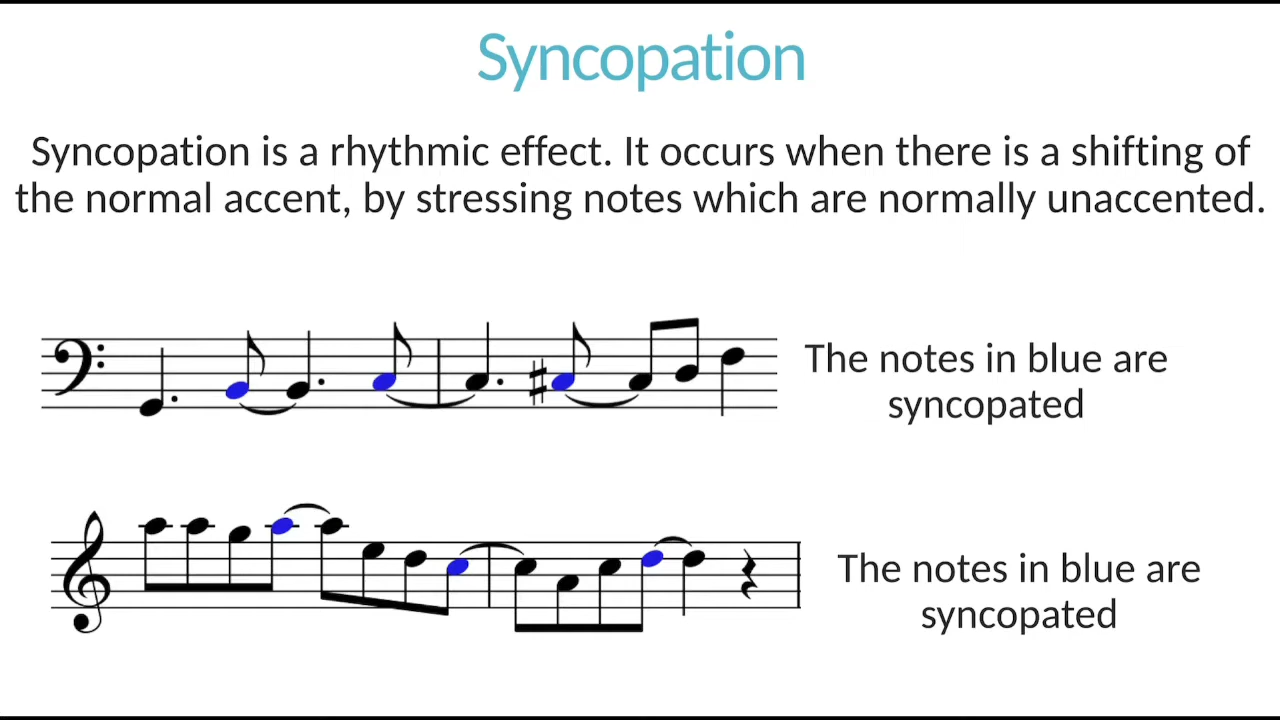 Syncopation
Syncopation is a rhythmic effect. It occurs when there is a shifting of
the normal accent, by stressing notes which are normally unaccented.
The notes in blue are
syncopated
The notes in blue are
syncopated